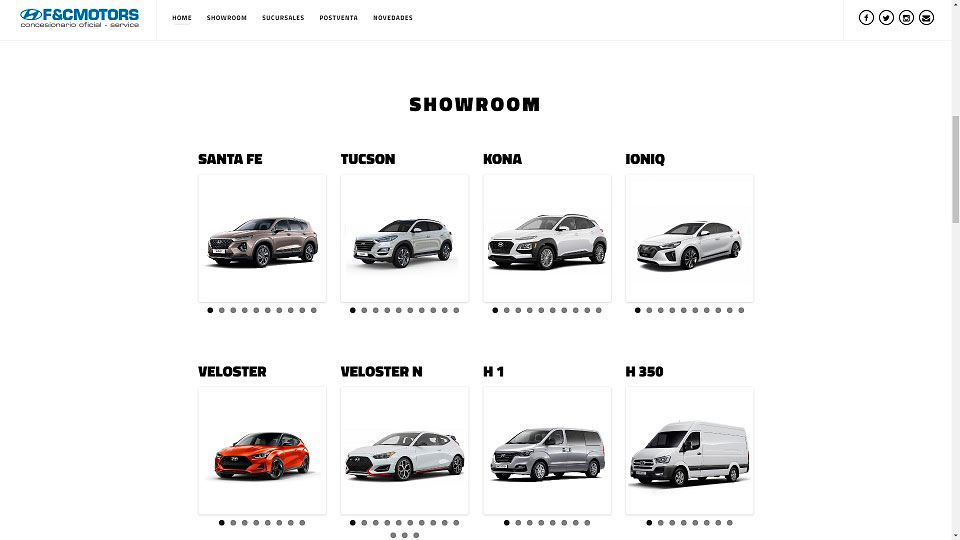 F&CMOTORS
concesionario oficial - service
HOME SHOWROOM SUCURSALES POSTVENTA NOVEDADES
SHOWROOM
SANTA FE TUCSON KONA IONIQ
VELOSTER VELOSTER N H 1 H 350